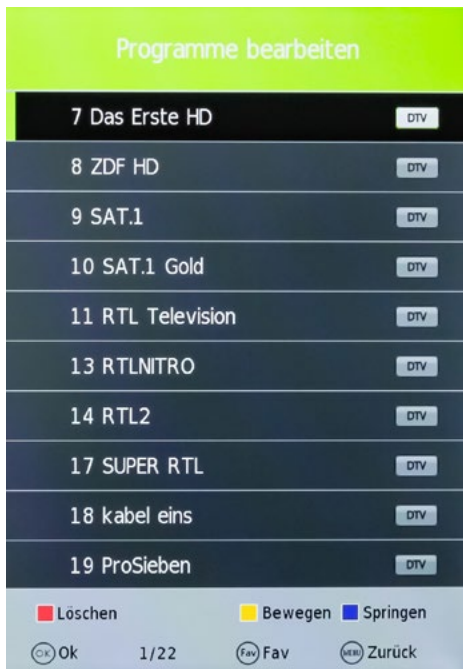 Programme bearbeiten
7 Das Erste HD DTV
8 ZDF HD DTV
9 SAT.1 DTV
10 SAT.1 Gold DTV
11 RTL Television DTV
13 RTLNITRO DTV
14 RTL2 DTV
17 SUPER RTL DTV
18 kabel eins DTV
19 ProSieben DTV
Löschen Bewegen Springen
OK Ok 1/22 Fav Fav MENU Zurück